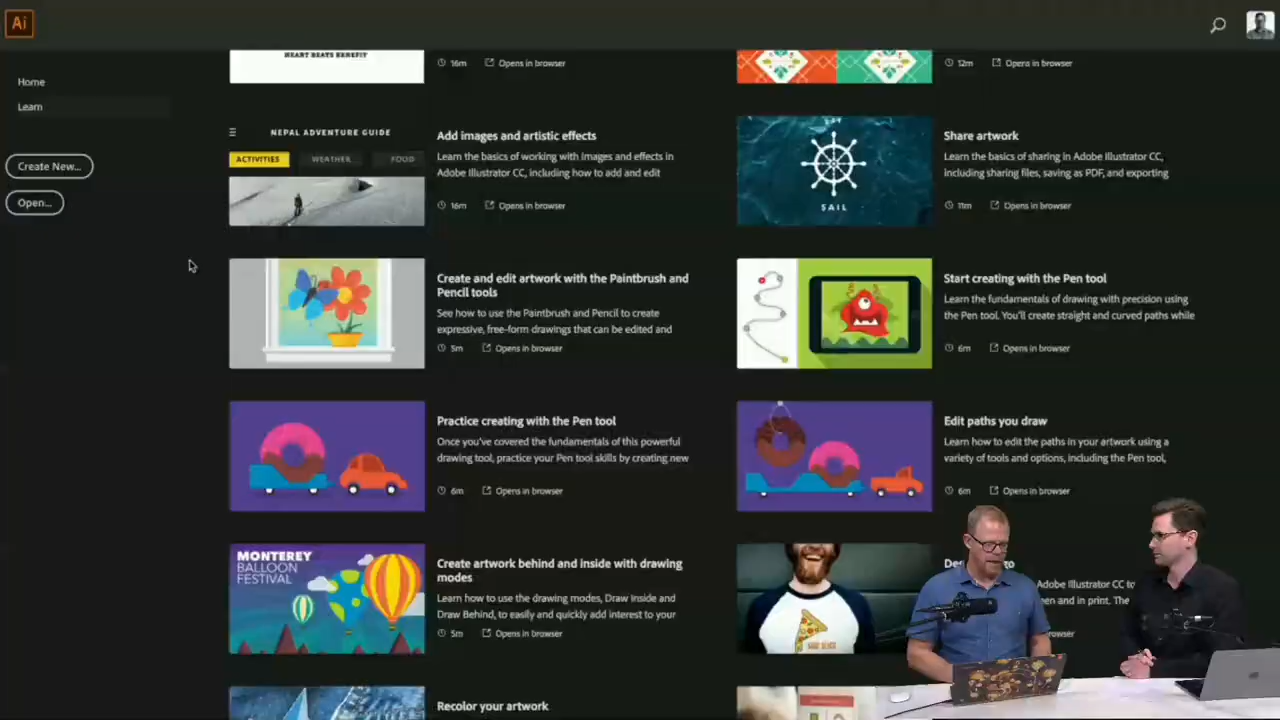 Ai
Home
Learn
Create New...
Open...
HEART BEATS BENEFIT
16m Opens in browser
12m Opens in browser
NEPAL ADVENTURE GUIDE
ACTIVITIES WEATHER FOOD
Add images and artistic effects
Learn the basics of working with images and effects in
Adobe Illustrator CC, including how to add and edit
16m Opens in browser
SAIL
Share artwork
Learn the basics of sharing in Adobe Illustrator CC,
including sharing files, saving as PDF, and exporting
11m Opens in browser
Create and edit artwork with the Paintbrush and
Pencil tools
See how to use the Paintbrush and Pencil to create
expressive, free-form drawings that can be edited and
5m Opens in browser
Start creating with the Pen tool
Learn the fundamentals of drawing with precision using
the Pen tool. You'll create straight and curved paths while
6m Opens in browser
Practice creating with the Pen tool
Once you've covered the fundamentals of this powerful
drawing tool, practice your Pen tool skills by creating new
6m Opens in browser
Edit paths you draw
Learn how to edit the paths in your artwork using a
variety of tools and options, including the Pen tool,
6m Opens in browser
MONTEREY
BALLOON
FESTIVAL
Create artwork behind and inside with drawing
modes
Learn how to use the drawing modes, Draw Inside and
Draw Behind, to easily and quickly add interest to your
5m Opens in browser
Adobe Illustrator CC to
and in print. The
Recolor your artwork